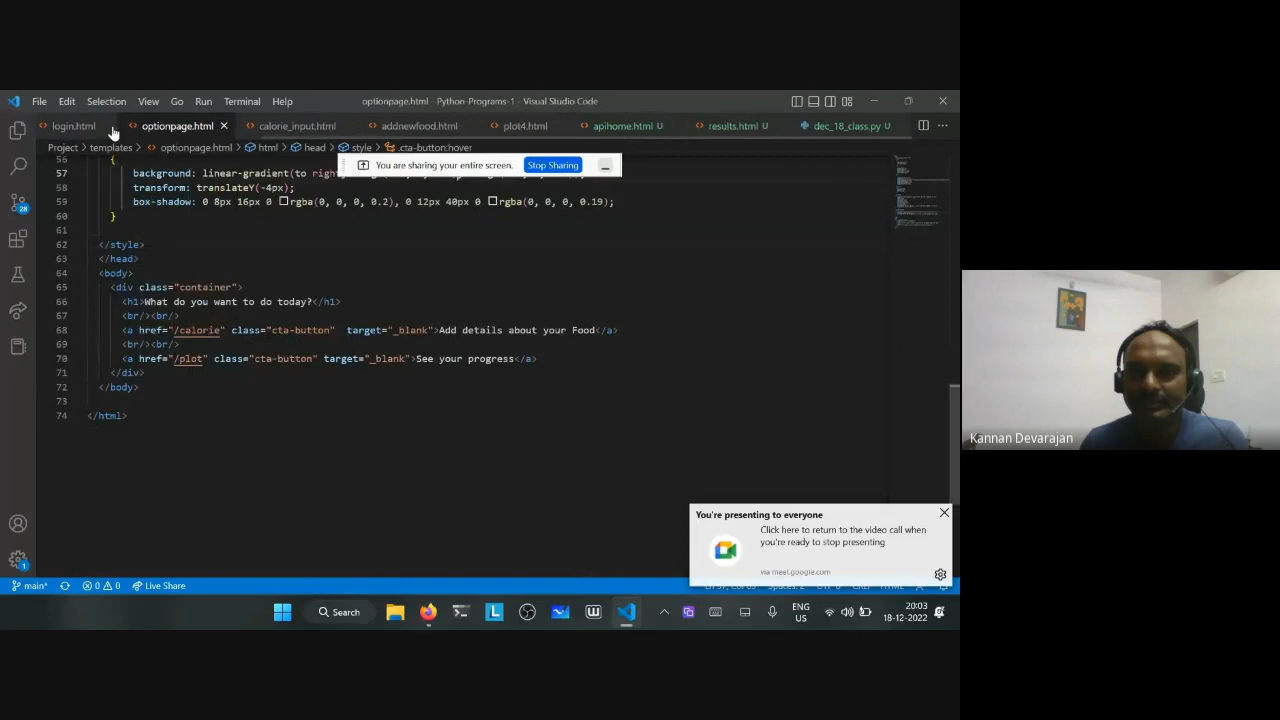 File Edit Selection View Go Run Terminal Help optionpage.html - Python-Programs-1 - Visual Studio Code
login.html optionpage.html calorie_input.html addnewfood.html plot4.html apihome.html U results.html U dec_18_class.py U
Project > templates > optionpage.html > html > head > style > .cta-button:hover
You are sharing your entire screen. Stop Sharing
56 {
57 background: linear-gradient(to right
58 transform: translateY(-4px);
59 box-shadow: 0 8px 16px 0 rgba(0, 0, 0, 0.2), 0 12px 40px 0 rgba(0, 0, 0, 0.19);
60 }
61
62 </style>
63 </head>
64 <body>
65 <div class="container">
66 <h1>What do you want to do today?</h1>
67 <br/><br/>
68 <a href="/calorie" class="cta-button" target="_blank">Add details about your Food</a>
69 <br/><br/>
70 <a href="/plot" class="cta-button" target="_blank">See your progress</a>
71 </div>
72 </body>
73
74 </html>
Kannan Devarajan
You're presenting to everyone
Click here to return to the video call when
you're ready to stop presenting
via meet.google.com
28
1
main* 0 0 Live Share
Search
ENG
US
20:03
18-12-2022